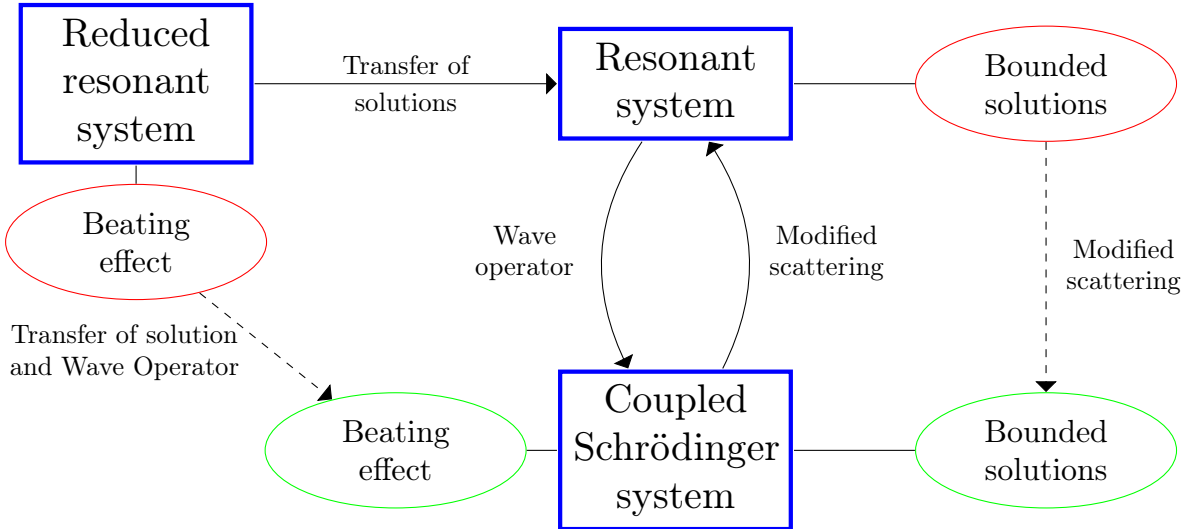 Reduced
resonant
system
Transfer of
solutions
Resonant
system
Bounded
solutions
Beating
effect
Wave
operator
Modified
scattering
Modified
scattering
Transfer of solution
and Wave Operator
Beating
effect
Coupled
Schrödinger
system
Bounded
solutions